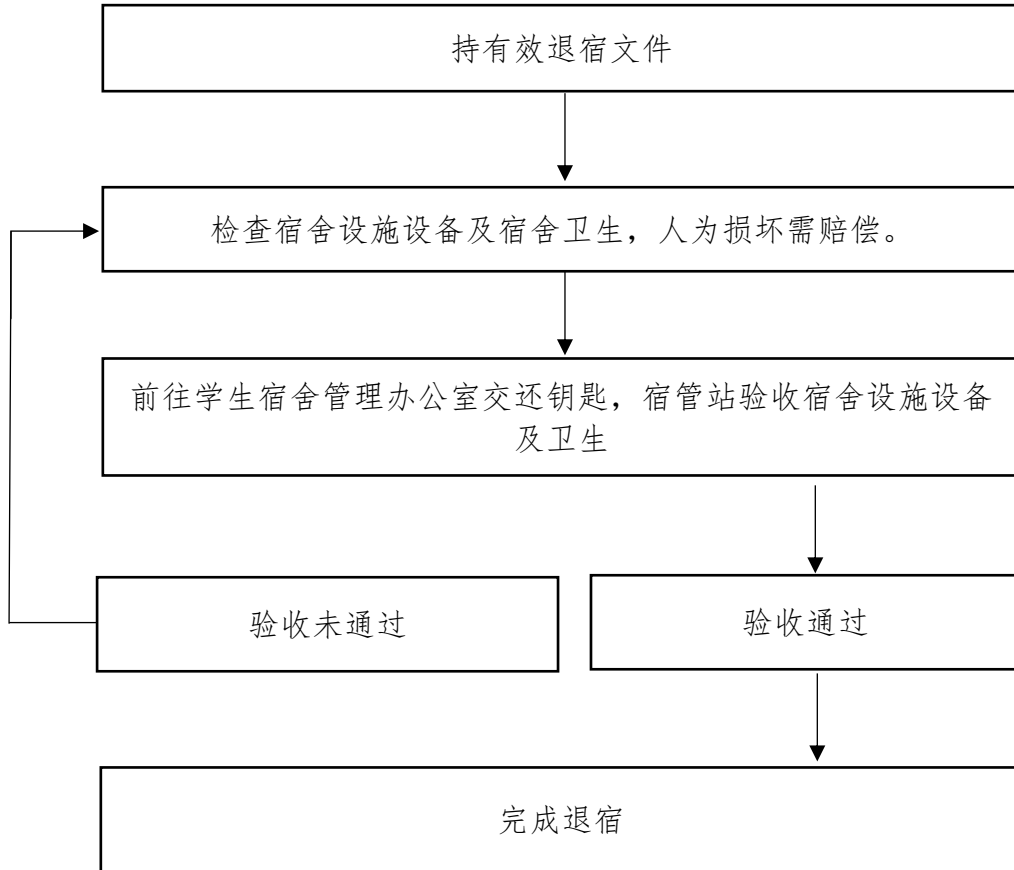 持有效退宿文件
检查宿舍设施设备及宿舍卫生，人为损坏需赔偿。
前往学生宿舍管理办公室交还钥匙，宿管站验收宿舍设施设备
及卫生
验收未通过
验收通过
完成退宿